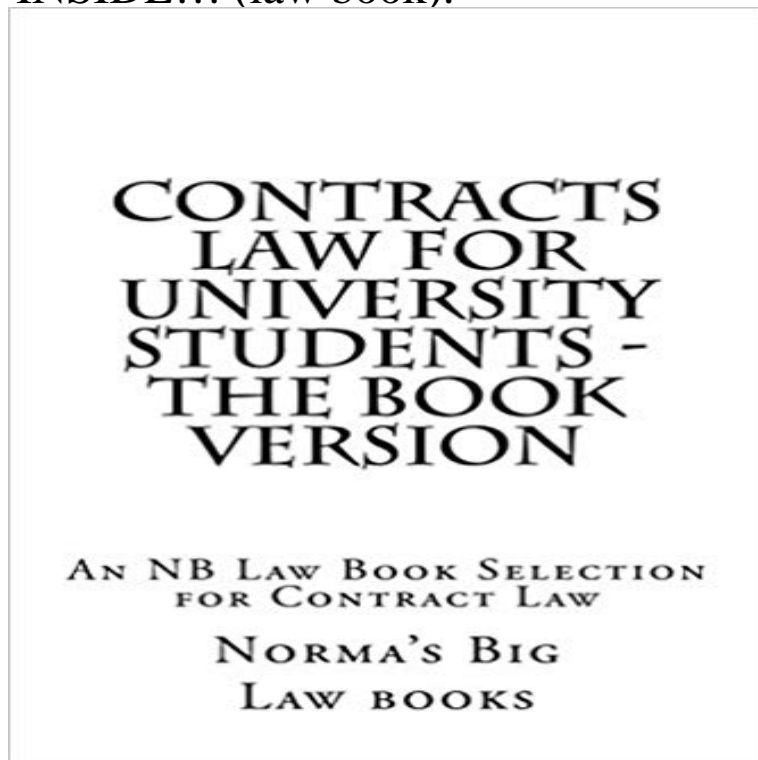 INSIDE!!! (law book).
CONTRACTS
LAW FOR
UNIVERSITY
STUDENTS -
THE BOOK
VERSION
AN NB LAW BOOK SELECTION
FOR CONTRACT LAW
NORMA'S BIG
LAW BOOKS